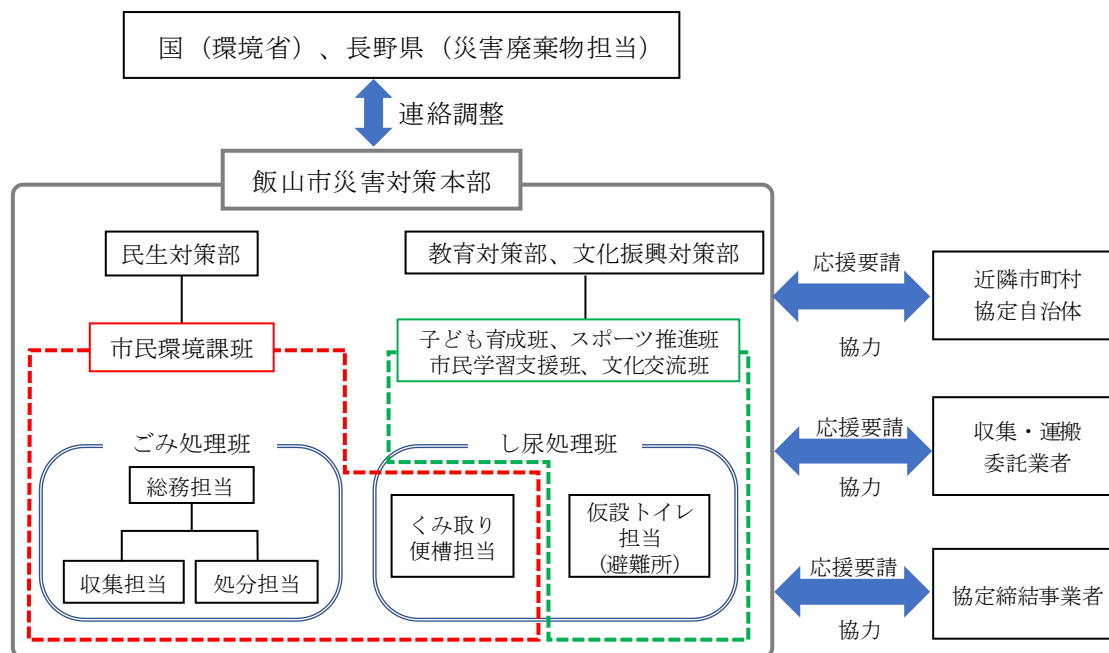 国（環境省）、長野県（災害廃棄物担当）
連絡調整
飯山市災害対策本部
民生対策部
教育対策部、文化振興対策部
市民環境課班
子ども育成班、スポーツ推進班
市民学習支援班、文化交流班
ごみ処理班
総務担当
収集担当
処分担当
し尿処理班
くみ取り
便槽担当
仮設トイレ
担当
(避難所)
応援要請
協力
近隣市町村
協定自治体
応援要請
協力
収集・運搬
委託業者
応援要請
協力
協定締結事業者